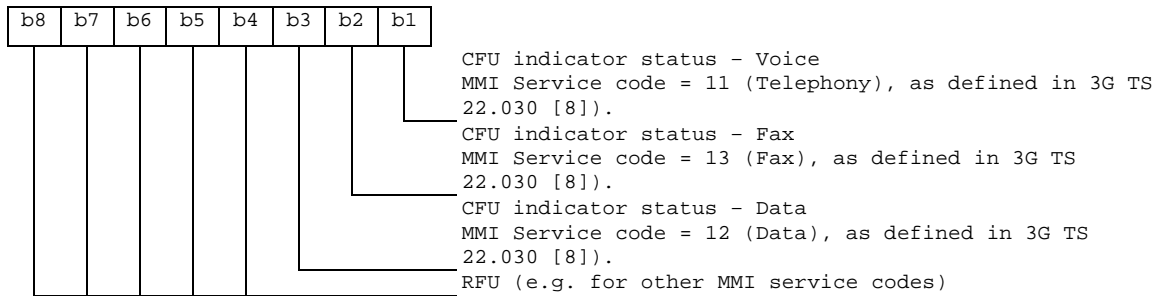 b8 b7 b6 b5 b4 b3 b2 b1
CFU indicator status – Voice
MMI Service code = 11 (Telephony), as defined in 3G TS
22.030 [8]).
CFU indicator status – Fax
MMI Service code = 13 (Fax), as defined in 3G TS
22.030 [8]).
CFU indicator status – Data
MMI Service code = 12 (Data), as defined in 3G TS
22.030 [8]).
RFU (e.g. for other MMI service codes)